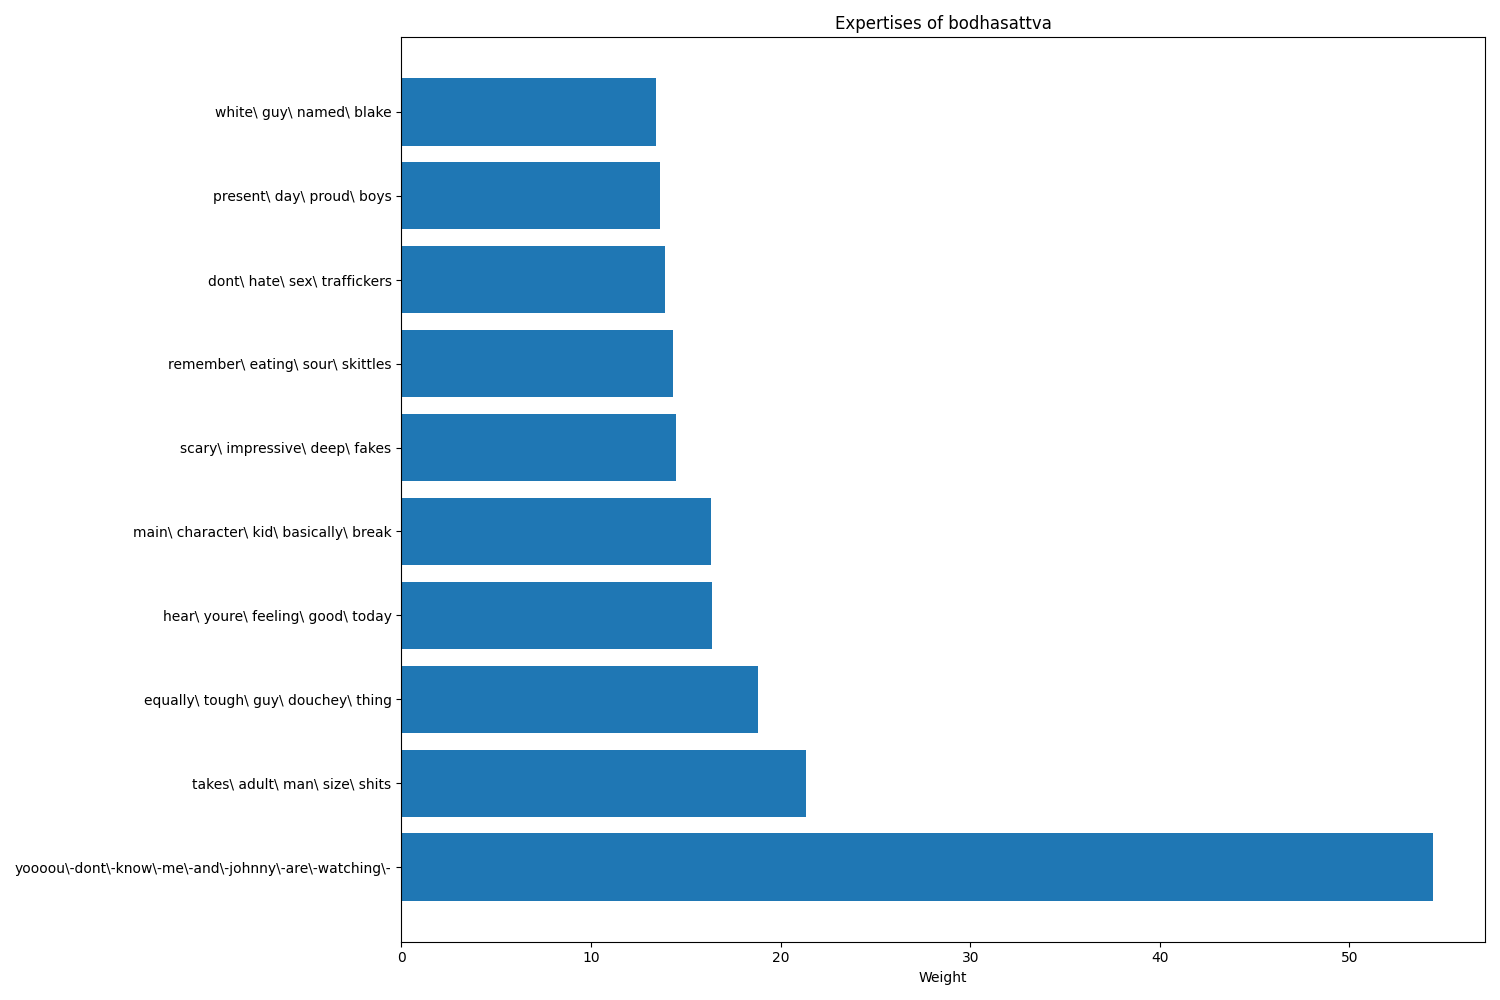 Expertises of bodhasattva
white\ guy\ named\ blake
present\ day\ proud\ boys
dont\ hate\ sex\ traffickers
remember\ eating\ sour\ skittles
scary\ impressive\ deep\ fakes
main\ character\ kid\ basically\ break
hear\ youre\ feeling\ good\ today
equally\ tough\ guy\ douchey\ thing
takes\ adult\ man\ size\ shits
yoooou\-dont\-know\-me\-and\-johnny\-are\-watching\-
0 10 20 30 40 50
Weight